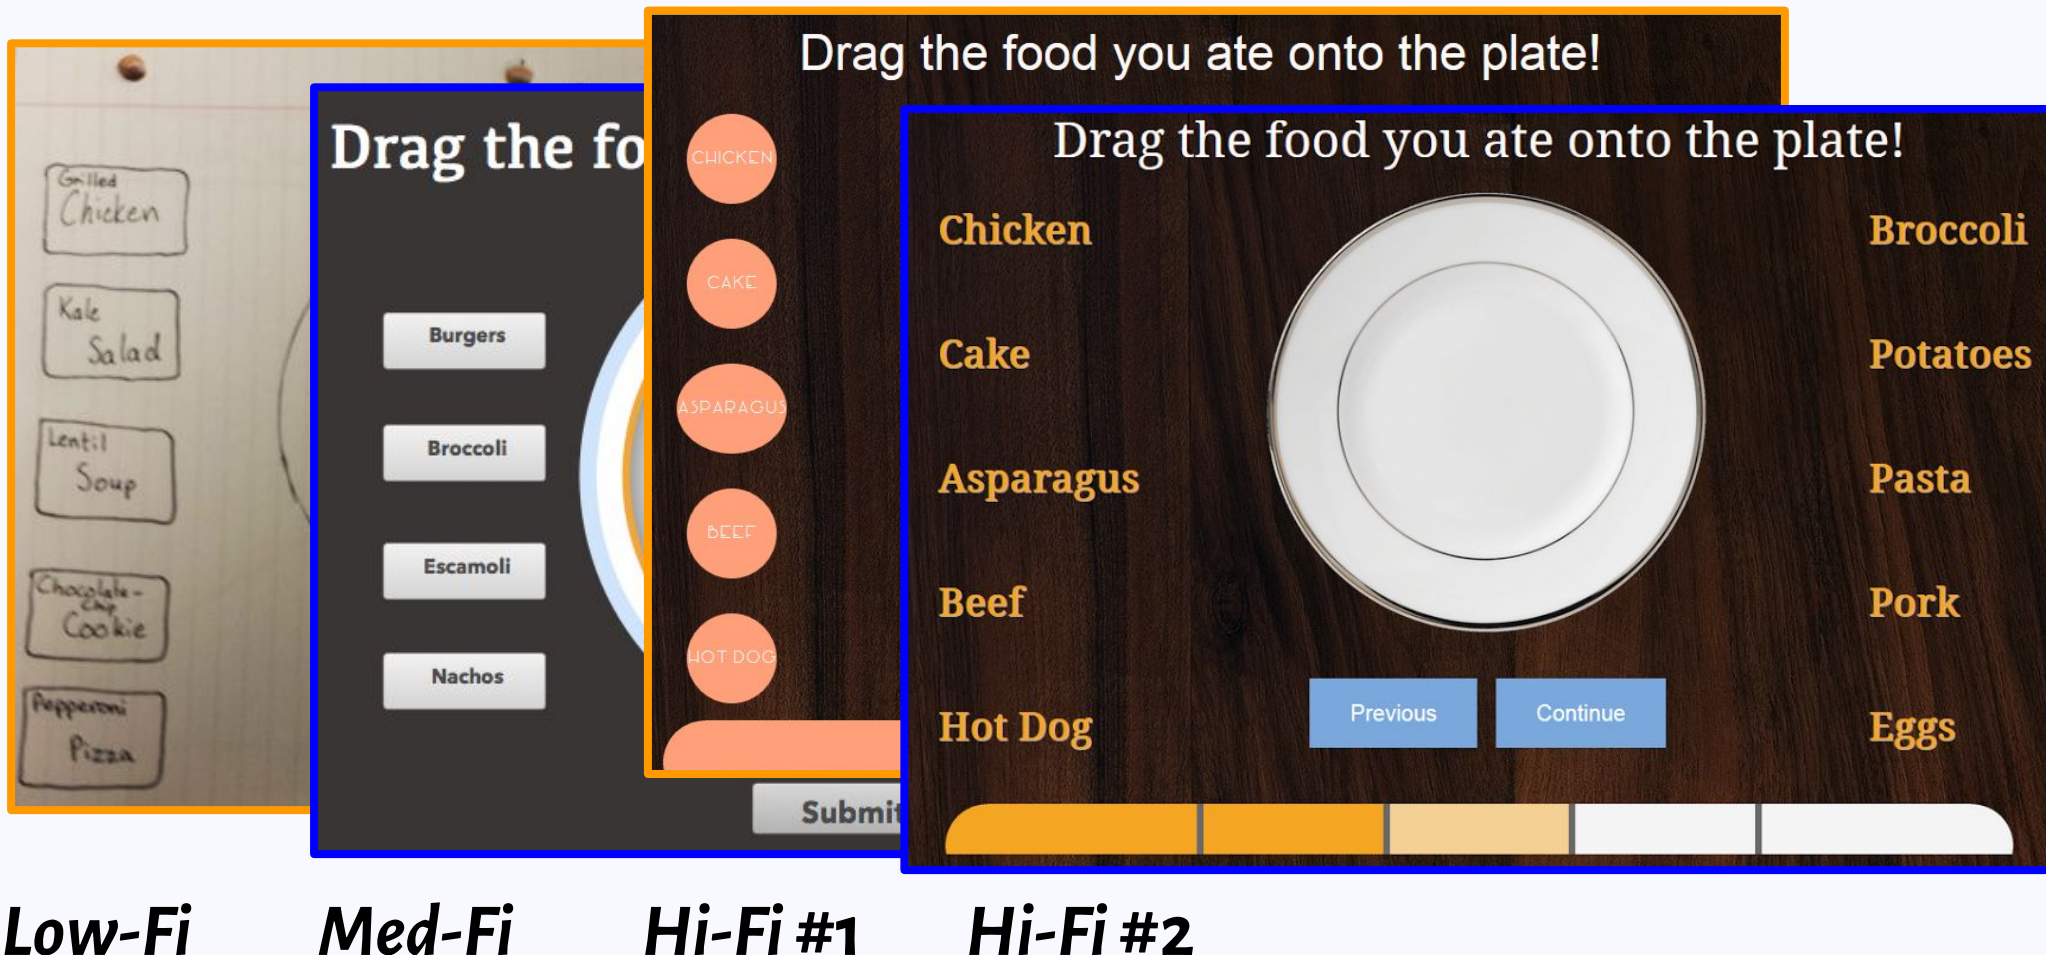 Grilled
Chicken
Kale
Salad
Lentil
Soup
Chocolate-
Chip
Cookie
Pepperoni
Pizza
Drag the fo
Burgers
Broccoli
Escamoli
Nachos
Submit
Drag the food you ate onto the plate!
CHICKEN
CAKE
ASPARAGUS
BEEF
HOT DOG
Drag the food you ate onto the plate!
Chicken
Cake
Asparagus
Beef
Hot Dog
Broccoli
Potatoes
Pasta
Pork
Eggs
Previous
Continue
Low-Fi
Med-Fi
Hi-Fi #1
Hi-Fi #2